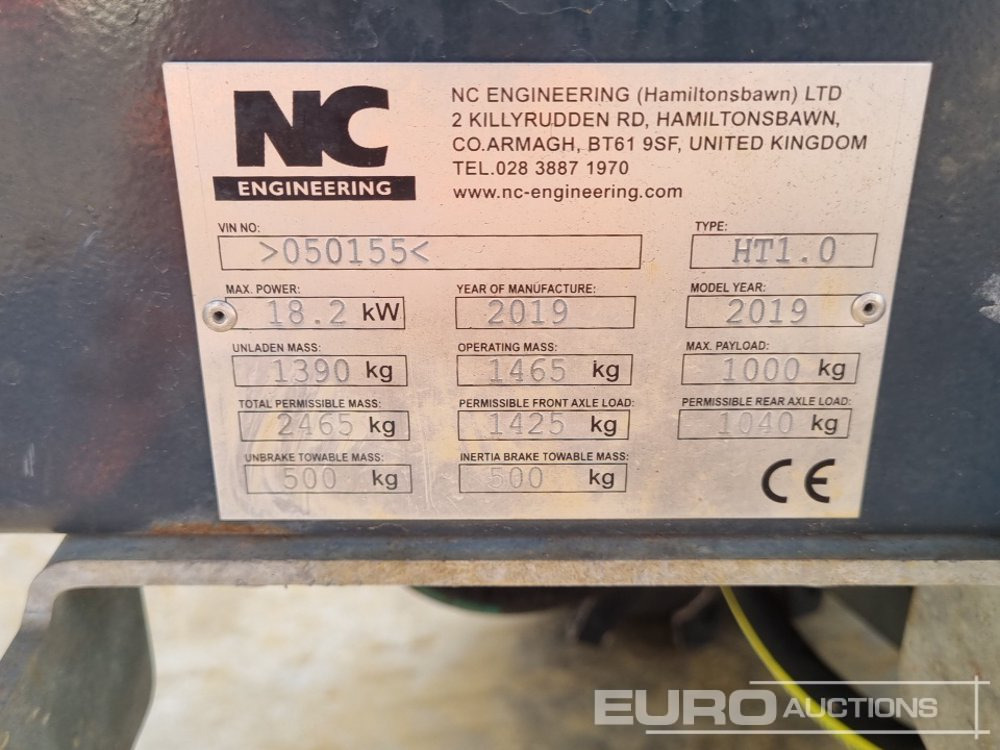 NC
ENGINEERING
NC ENGINEERING (Hamiltonsbawn) LTD
2 KILLYRUDDEN RD, HAMILTONSBAWN,
CO.ARMAGH, BT61 9SF, UNITED KINGDOM
TEL.028 3887 1970
www.nc-engineering.com
VIN NO: TYPE:
>050155< HT1.0
MAX. POWER: YEAR OF MANUFACTURE: MODEL YEAR:
18.2 kW 2019 2019
UNLADEN MASS: OPERATING MASS: MAX. PAYLOAD:
1390 kg 1465 kg 1000 kg
TOTAL PERMISSIBLE MASS: PERMISSIBLE FRONT AXLE LOAD: PERMISSIBLE REAR AXLE LOAD:
2465 kg 1425 kg 1040 kg
UNBRAKE TOWABLE MASS: INERTIA BRAKE TOWABLE MASS:
500 kg 500 kg
CE
EURO AUCTIONS